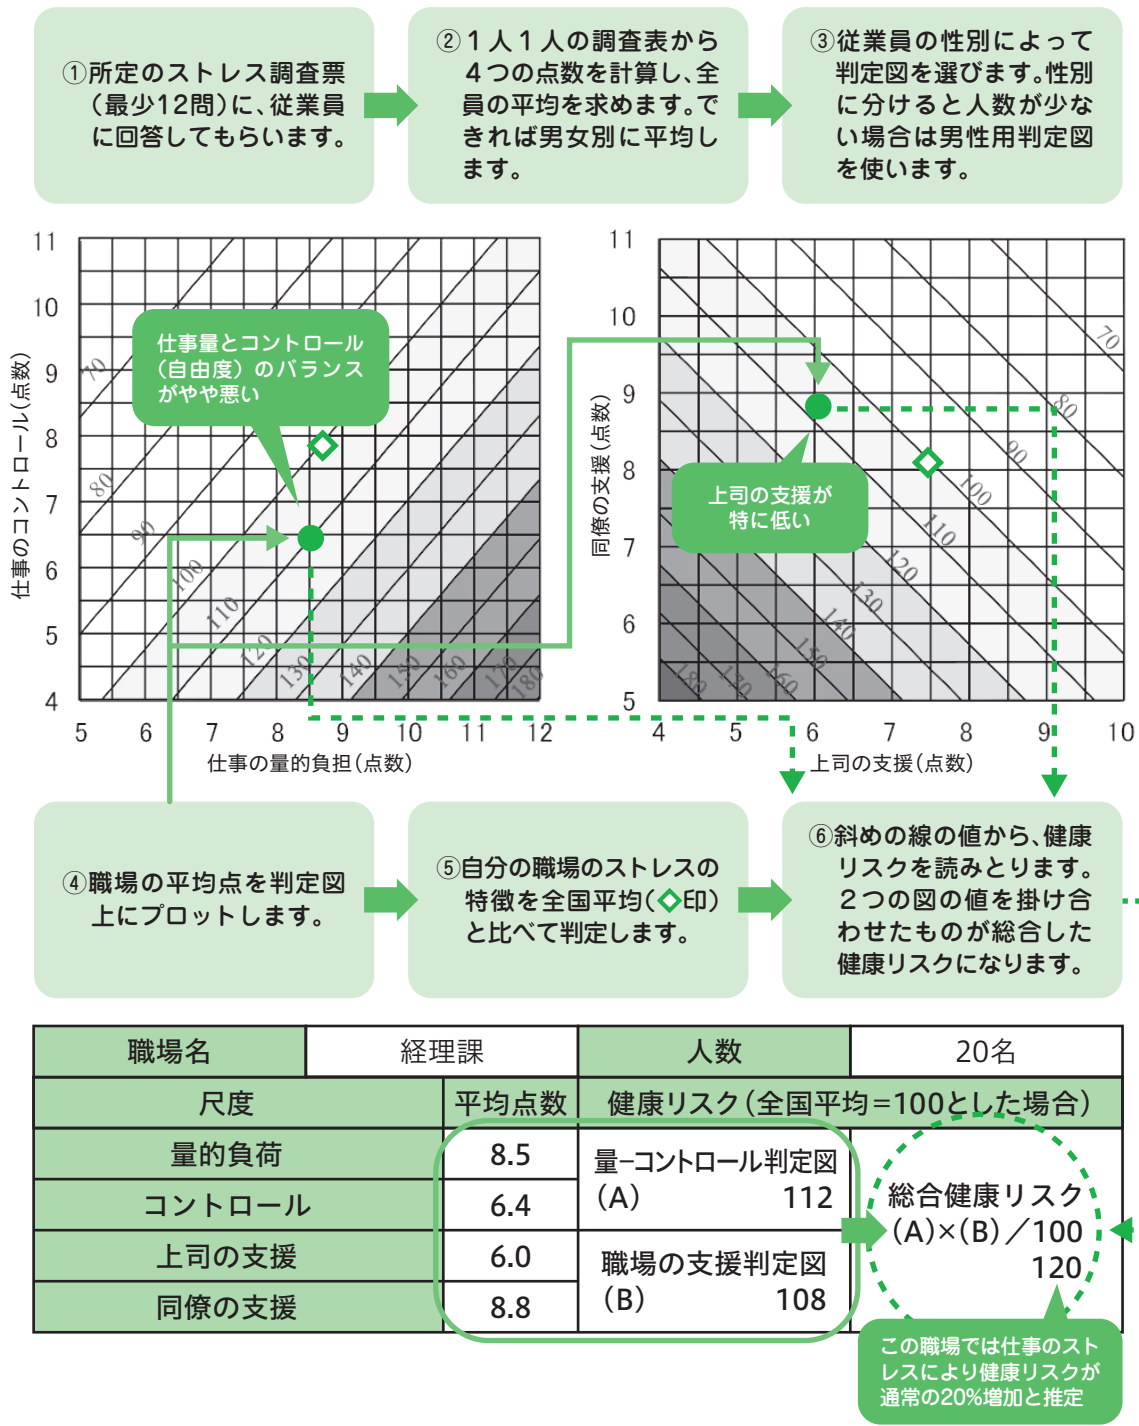 ①所定のストレス調査票
（最少12問）に、従業員
に回答してもらいます。
②１人１人の調査表から
４つの点数を計算し、全
員の平均を求めます。で
きれば男女別に平均し
ます。
③従業員の性別によって
判定図を選びます。性別
に分けると人数が少な
い場合は男性用判定図
を使います。
仕事のコントロール（点数）
11
10
9
8
7
6
5
4
5 6 7 8 9 10 11 12
仕事の量的負担（点数）
70
80
90
100
110
120
130
140
150
160
170
180
仕事量とコントロール
（自由度）のバランス
がやや悪い
同僚の支援（点数）
11
10
9
8
7
6
5
4 5 6 7 8 9 10
上司の支援（点数）
70
80
90
100
110
120
130
140
150
160
170
180
上司の支援が
特に低い
④職場の平均点を判定図
上にプロットします。
⑤自分の職場のストレスの
特徴を全国平均（◇印）
と比べて判定します。
⑥斜めの線の値から、健康
リスクを読みとります。
２つの図の値を掛け合
わせたものが総合した
健康リスクになります。
職場名 経理課 人数 20名
尺度 平均点数 健康リスク（全国平均＝100とした場合）
量的負荷 8.5
コントロール 6.4
上司の支援 6.0
同僚の支援 8.8
量−コントロール判定図
（A） 112
職場の支援判定図
（B） 108
総合健康リスク
（A）×（B）／100
120
この職場では仕事のスト
レスにより健康リスクが
通常の20%増加と推定